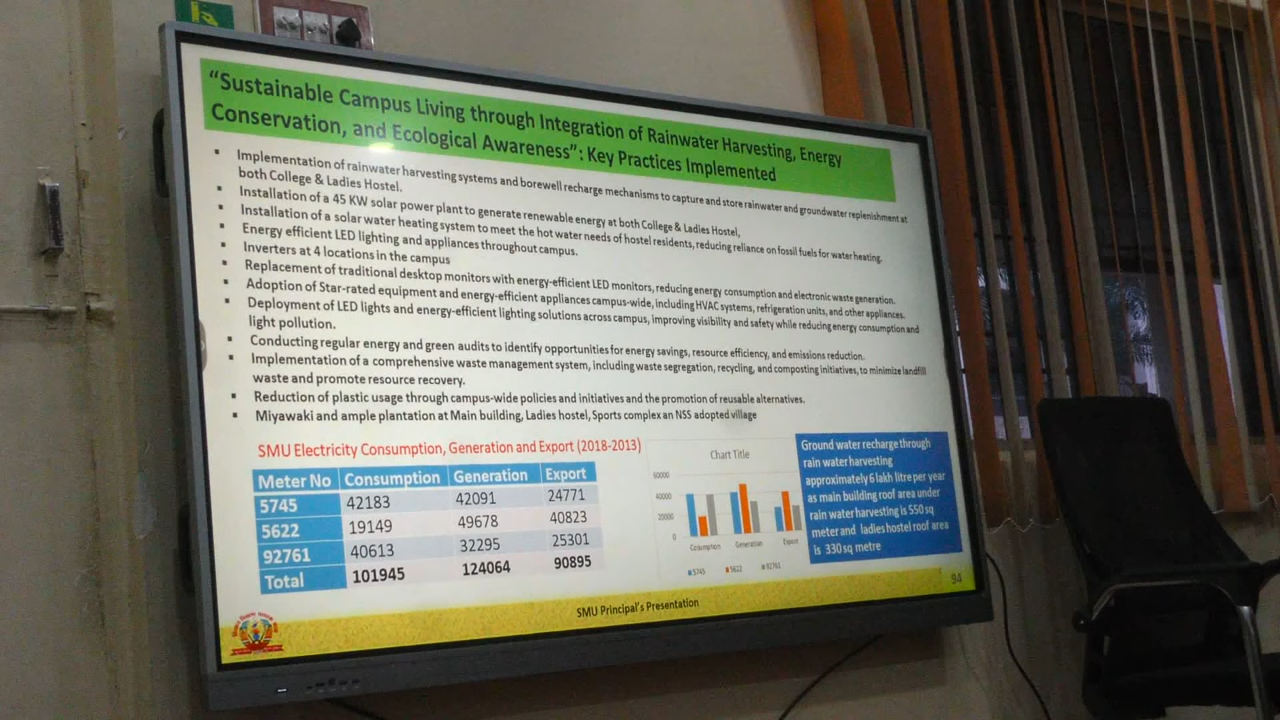 “Sustainable Campus Living through Integration of Rainwater Harvesting, Energy
Conservation, and Ecological Awareness”: Key Practices Implemented
▪ Implementation of rainwater harvesting systems and borewell recharge mechanisms to capture and store rainwater and groundwater replenishment at
both College & Ladies Hostel.
▪ Installation of a 45 KW solar power plant to generate renewable energy at both College & Ladies Hostel,
▪ Installation of a solar water heating system to meet the hot water needs of hostel residents, reducing reliance on fossil fuels for water heating.
▪ Energy efficient LED lighting and appliances throughout campus.
▪ Inverters at 4 locations in the campus
▪ Replacement of traditional desktop monitors with energy-efficient LED monitors, reducing energy consumption and electronic waste generation.
▪ Adoption of Star-rated equipment and energy-efficient appliances campus-wide, including HVAC systems, refrigeration units, and other appliances.
▪ Deployment of LED lights and energy-efficient lighting solutions across campus, improving visibility and safety while reducing energy consumption and
light pollution.
▪ Conducting regular energy and green audits to identify opportunities for energy savings, resource efficiency, and emissions reduction.
▪ Implementation of a comprehensive waste management system, including waste segregation, recycling, and composting initiatives, to minimize landfill
waste and promote resource recovery.
▪ Reduction of plastic usage through campus-wide policies and initiatives and the promotion of reusable alternatives.
▪ Miyawaki and ample plantation at Main building, Ladies hostel, Sports complex an NSS adopted village
SMU Electricity Consumption, Generation and Export (2018-2013)
Meter No Consumption Generation Export
5745 42183 42091 24771
5622 19149 49678 40823
92761 40613 32295 25301
Total 101945 124064 90895
Chart Title
60000
40000
20000
0
Cosumption Generation Export
5745 5622 92761
Ground water recharge through
rain water harvesting
approximately 6 lakh litre per year
as main building roof area under
rain water harvesting is 550 sq
meter and ladies hostel roof area
is 330 sq metre
SMU Principal's Presentation
94